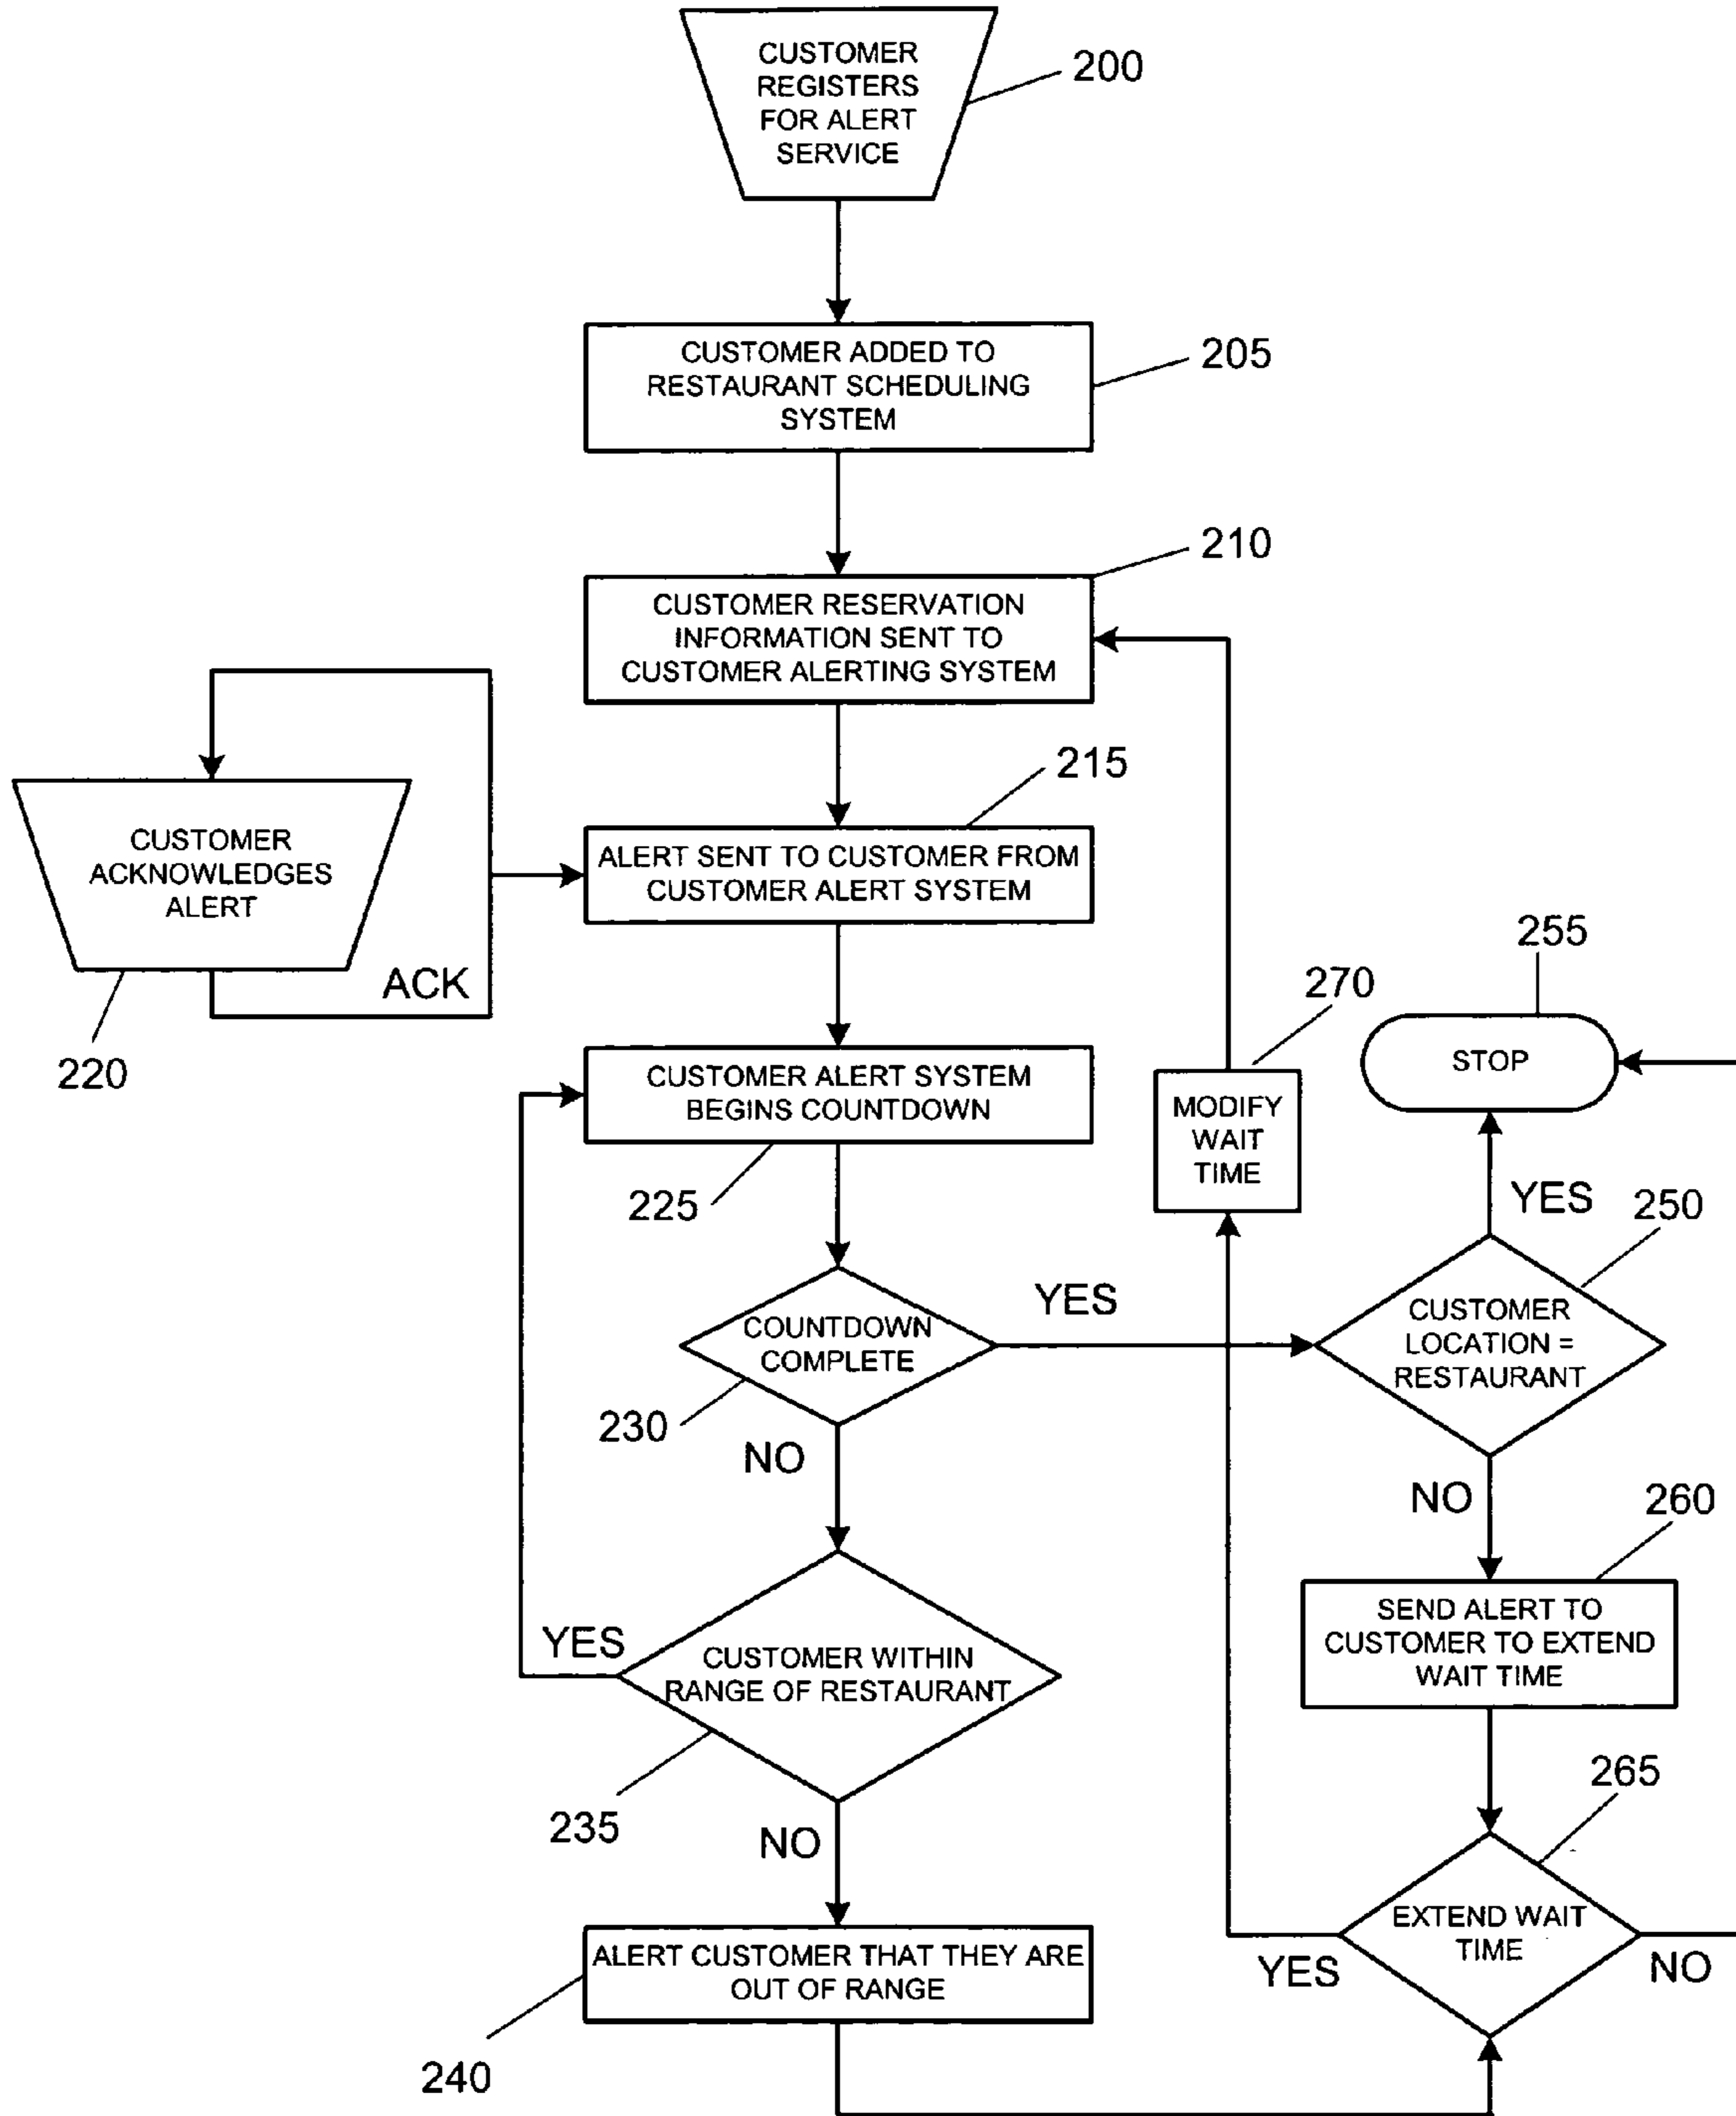 CUSTOMER
REGISTERS
FOR ALERT
SERVICE
200
CUSTOMER ADDED TO
RESTAURANT SCHEDULING
SYSTEM
205
210
CUSTOMER RESERVATION
INFORMATION SENT TO
CUSTOMER ALERTING SYSTEM
215
ALERT SENT TO CUSTOMER FROM
CUSTOMER ALERT SYSTEM
CUSTOMER
ACKNOWLEDGES
ALERT
ACK
220
CUSTOMER ALERT SYSTEM
BEGINS COUNTDOWN
225
COUNTDOWN
COMPLETE
230
YES
NO
CUSTOMER WITHIN
RANGE OF RESTAURANT
YES
235
NO
ALERT CUSTOMER THAT THEY ARE
OUT OF RANGE
240
270
MODIFY
WAIT
TIME
255
STOP
YES
250
CUSTOMER
LOCATION =
RESTAURANT
NO
260
SEND ALERT TO
CUSTOMER TO EXTEND
WAIT TIME
265
EXTEND WAIT
TIME
YES
NO